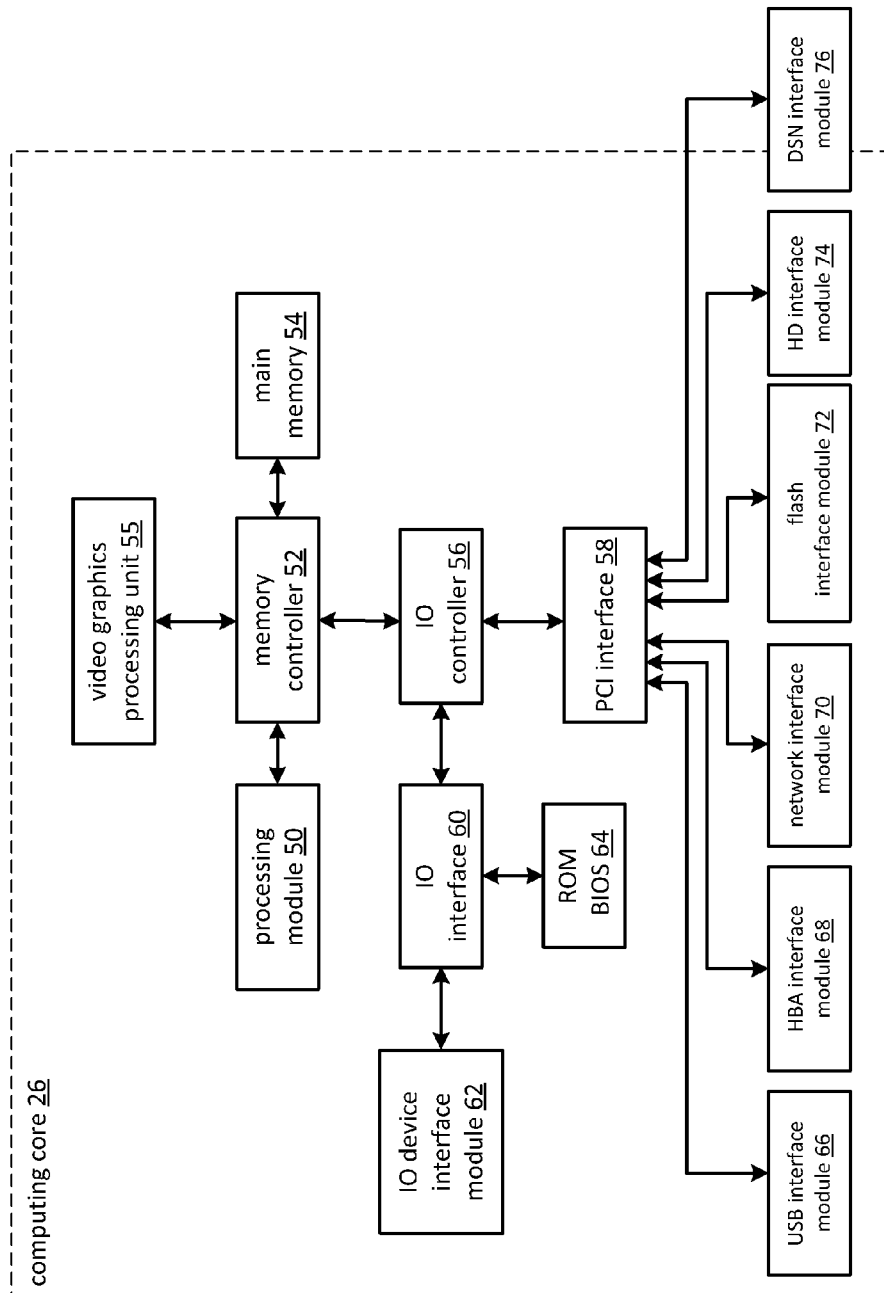 computing core 26
video graphics
processing unit 55
processing
module 50
memory
controller 52
main
memory 54
IO device
interface
module 62
IO
interface 60
IO
controller 56
ROM
BIOS 64
PCI interface 58
USB interface
module 66
HBA interface
module 68
network interface
module 70
flash
interface module 72
HD interface
module 74
DSN interface
module 76